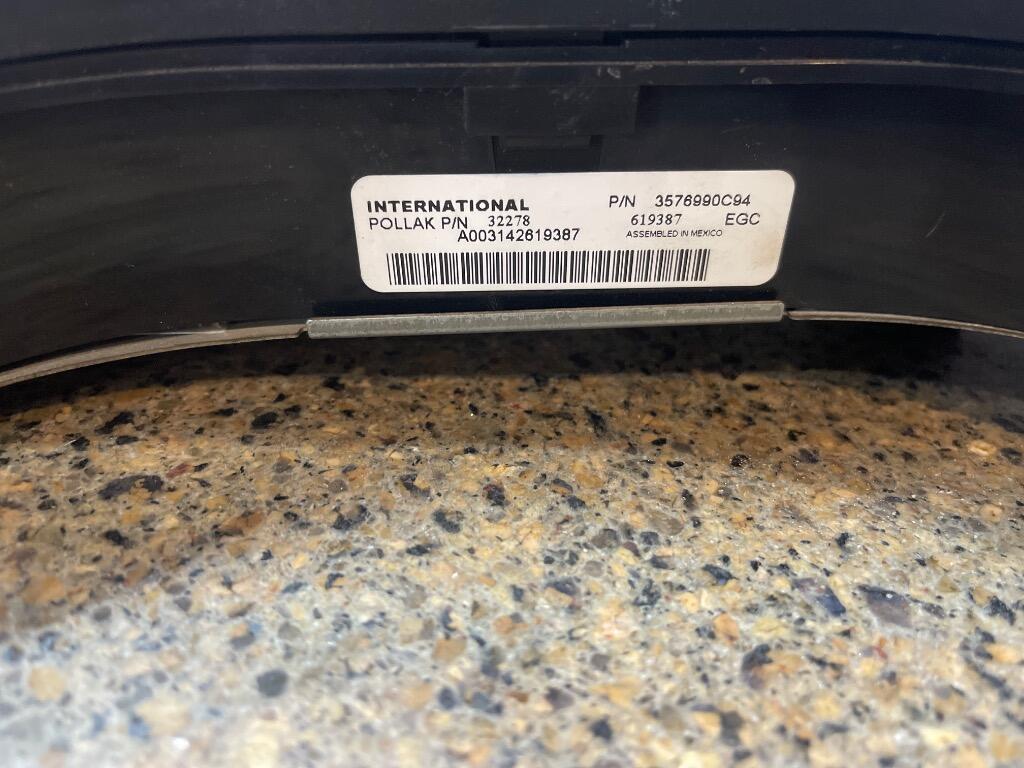 INTERNATIONAL P/N 3576990C94
POLLAK P/N 32278 619387 EGC
A003142619387 ASSEMBLED IN MEXICO